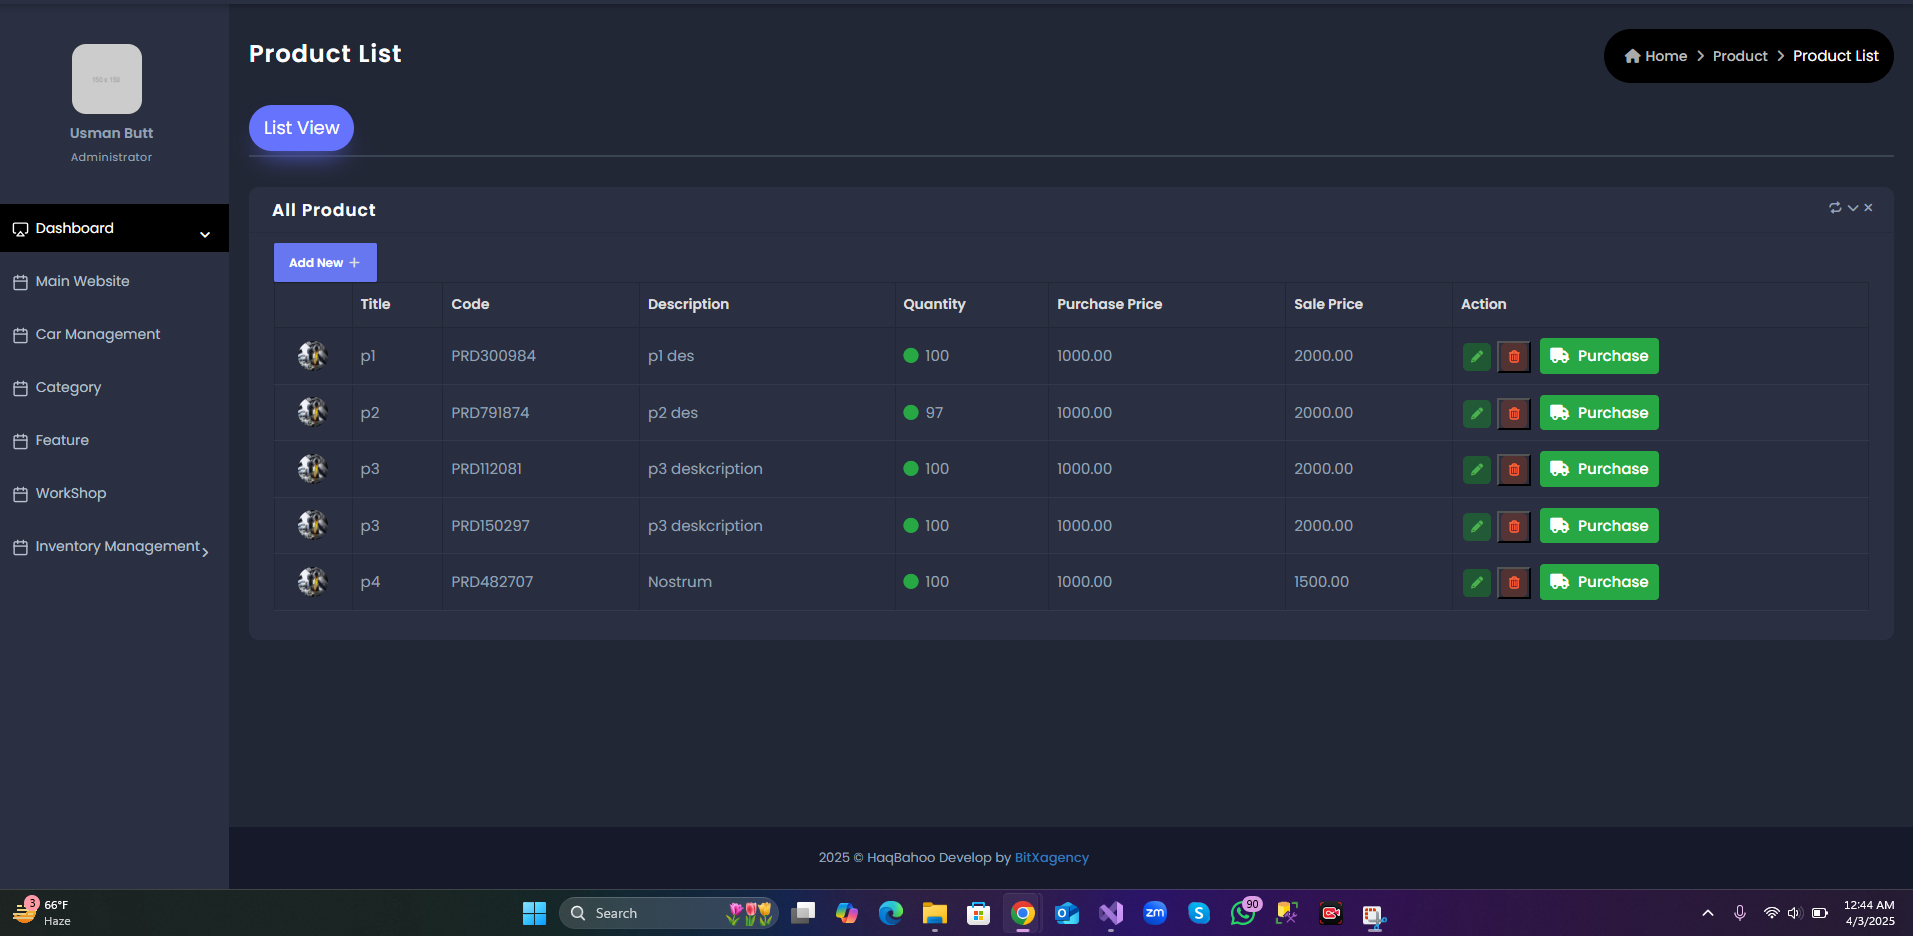 150 x 150
Usman Butt
Administrator
Dashboard
Main Website
Car Management
Category
Feature
WorkShop
Inventory Management
Product List
Home > Product > Product List
List View
All Product
Add New +
Title Code Description Quantity Purchase Price Sale Price Action
p1 PRD300984 p1 des 100 1000.00 2000.00 Purchase
p2 PRD791874 p2 des 97 1000.00 2000.00 Purchase
p3 PRD112081 p3 deskcription 100 1000.00 2000.00 Purchase
p3 PRD150297 p3 deskcription 100 1000.00 2000.00 Purchase
p4 PRD482707 Nostrum 100 1000.00 1500.00 Purchase
2025 © HaqBahoo Develop by BitXagency
3
66°F
Haze
Search
zm
90
12:44 AM
4/3/2025